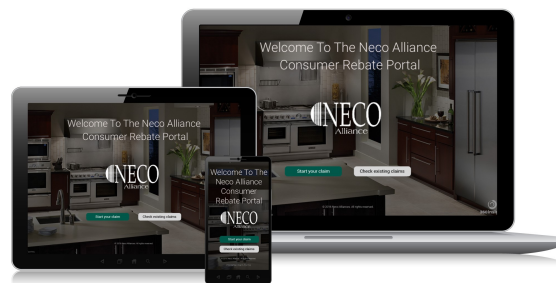 Welcome To The Neco Alliance
Consumer Rebate Portal
NECO
Alliance
Start your claim
Check existing claims
Welcome To The Neco Alliance
Consumer Rebate Portal
NECO
Alliance
Start your claim
Check existing claims
Welcome To The
Neco Alliance
Consumer
Rebate Portal
NECO
Alliance
Start your claim
Check existing claims